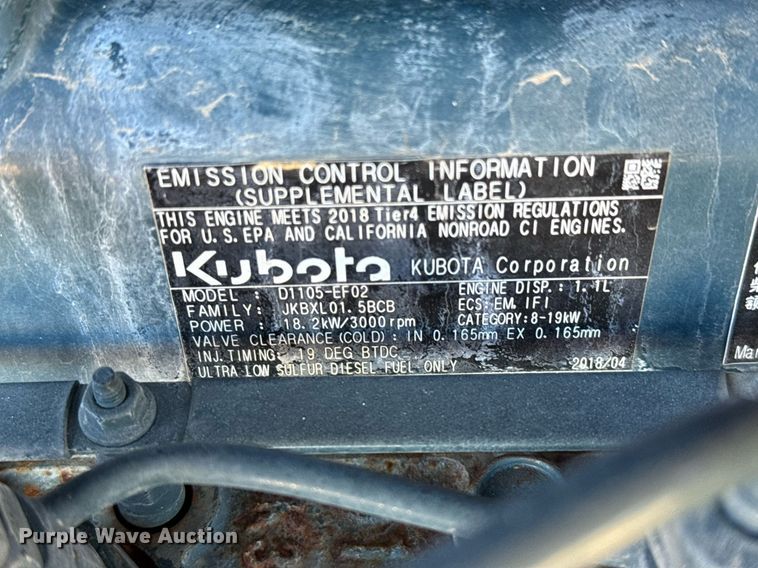 EMISSION CONTROL INFORMATION
(SUPPLEMENTAL LABEL)
THIS ENGINE MEETS 2018 Tier4 EMISSION REGULATIONS
FOR U.S. EPA AND CALIFORNIA NONROAD CI ENGINES.
Kubota KUBOTA Corporation
MODEL : D1105-EF02 ENGINE DISP.: 1.1L
FAMILY : JKBXL01.5BCB ECS: EM, IFI
POWER : 18.2kW/3000rpm CATEGORY: 8-19kW
VALVE CLEARANCE (COLD) : IN 0.165mm EX 0.165mm
INJ. TIMING: 19 DEG BTDC
ULTRA LOW SULFUR DIESEL FUEL ONLY 2018/04
Mar
Purple Wave Auction